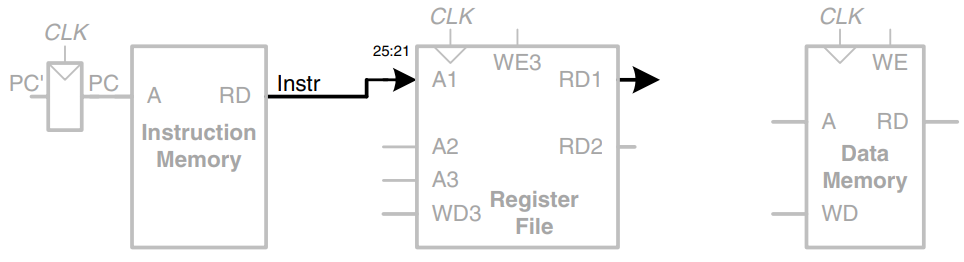 CLK
PC'
PC
A
RD
Instruction
Memory
Instr
25:21
CLK
WE3
A1
RD1
A2
RD2
A3
WD3
Register
File
CLK
WE
A
RD
Data
Memory
WD